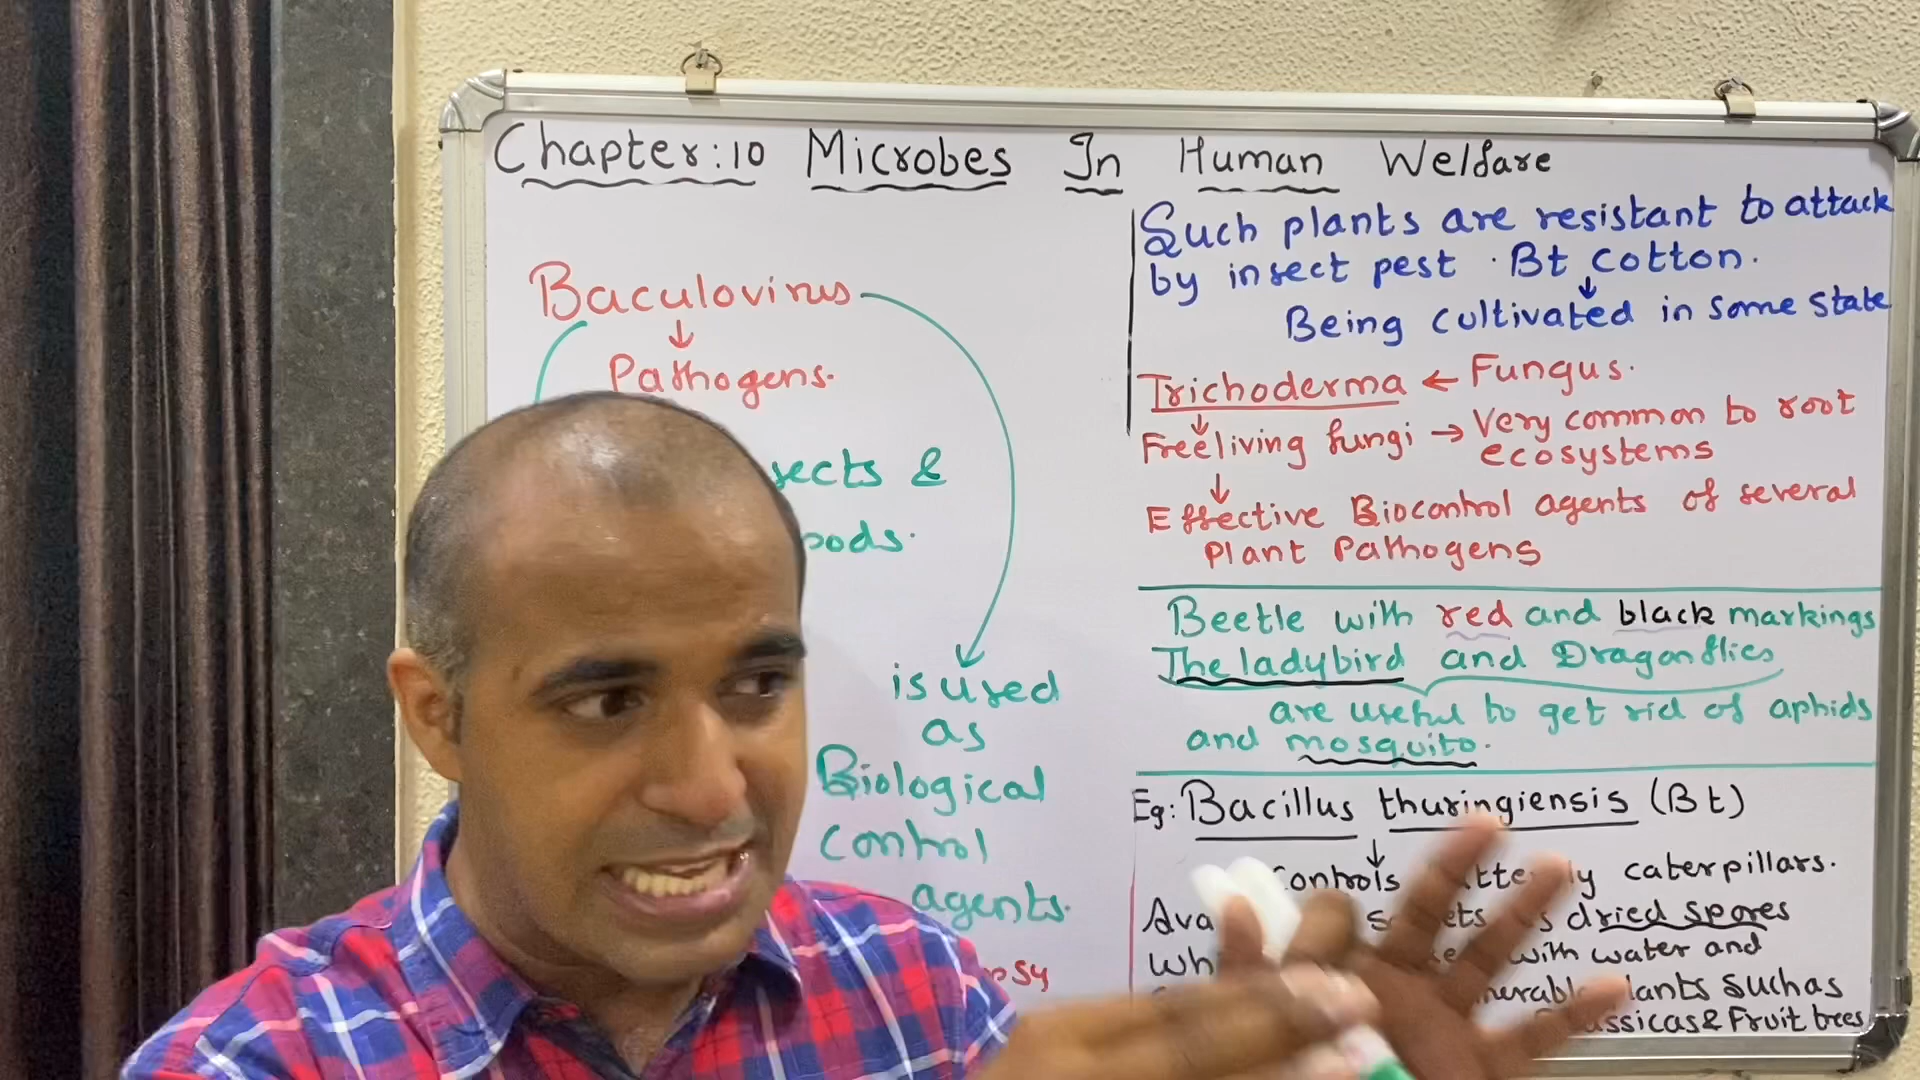 Chapter:10 Microbes In Human Welfare
Baculovirus
↓
Pathogens.
sects &
pods.
is used
as
Biological
control
agents.
psy
Such plants are resistant to attack
by insect pest. Bt cotton.
↓
Being cultivated in some state
Trichoderma ← Fungus.
↓
Freeliving fungi → Very common to root
ecosystems
↓
Effective Biocontrol agents of several
Plant Pathogens
Beetle with red and black markings
The ladybird and Dragonflies
are useful to get rid of aphids
and mosquito.
Eg: Bacillus thuringiensis (Bt)
↓
Controls caterpillars.
dried spores
with water and
plants such as
& Fruit trees